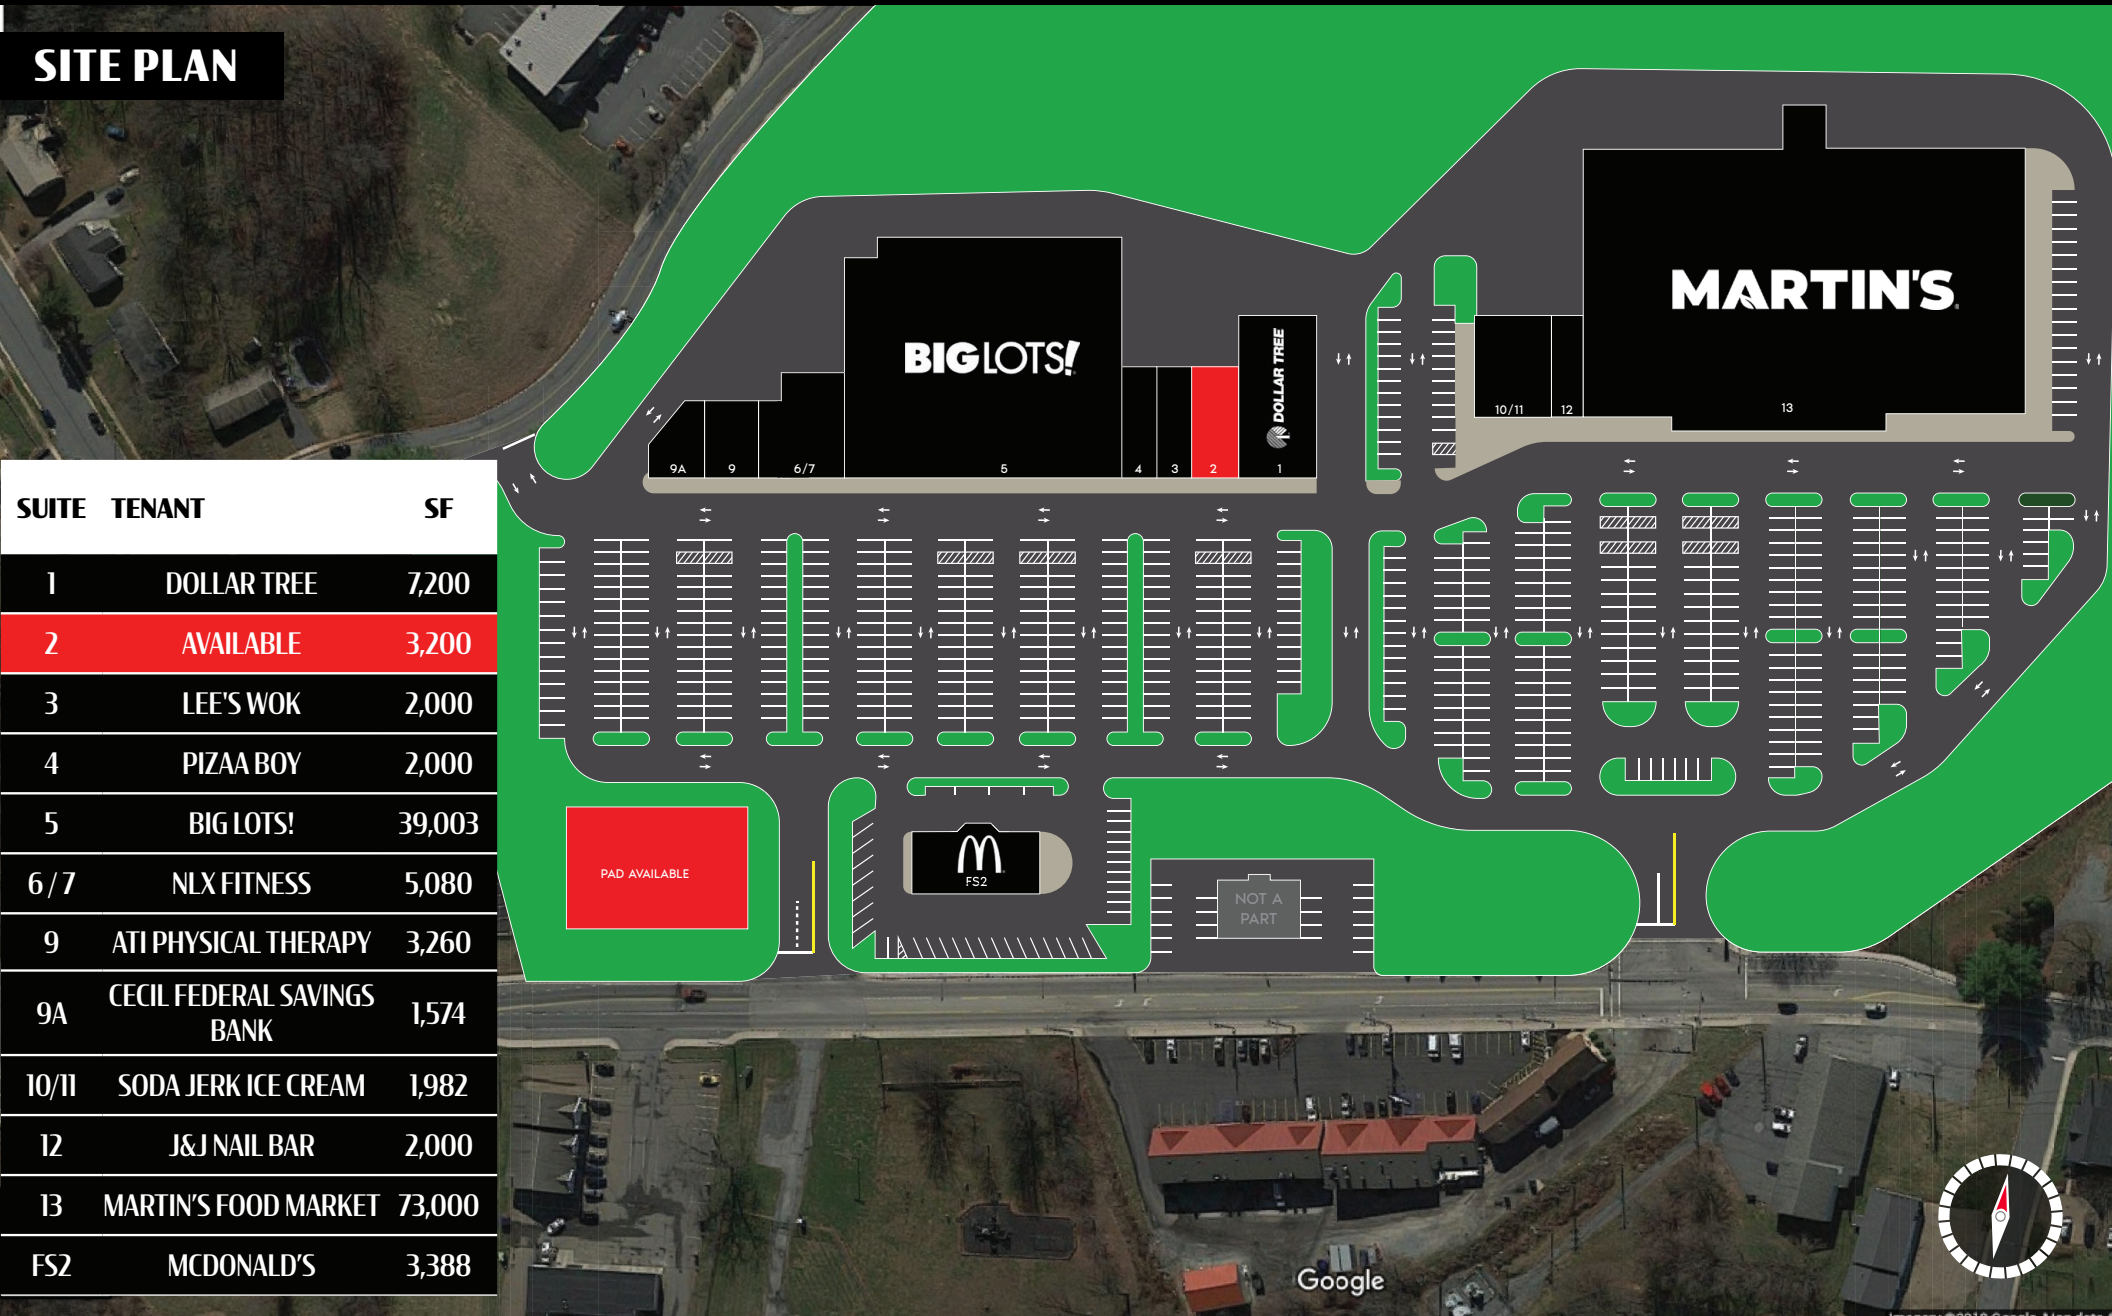 SITE PLAN
SUITE TENANT SF
1 DOLLAR TREE 7,200
2 AVAILABLE 3,200
3 LEE'S WOK 2,000
4 PIZAA BOY 2,000
5 BIG LOTS! 39,003
6 / 7 NLX FITNESS 5,080
9 ATI PHYSICAL THERAPY 3,260
9A CECIL FEDERAL SAVINGS
BANK 1,574
10/11 SODA JERK ICE CREAM 1,982
12 J&J NAIL BAR 2,000
13 MARTIN'S FOOD MARKET 73,000
FS2 MCDONALD'S 3,388
MARTIN'S
13
10/11 12
BIG LOTS!
DOLLAR TREE
9A 9 6/7 5 4 3 2 1
PAD AVAILABLE
FS2
NOT A
PART
Google